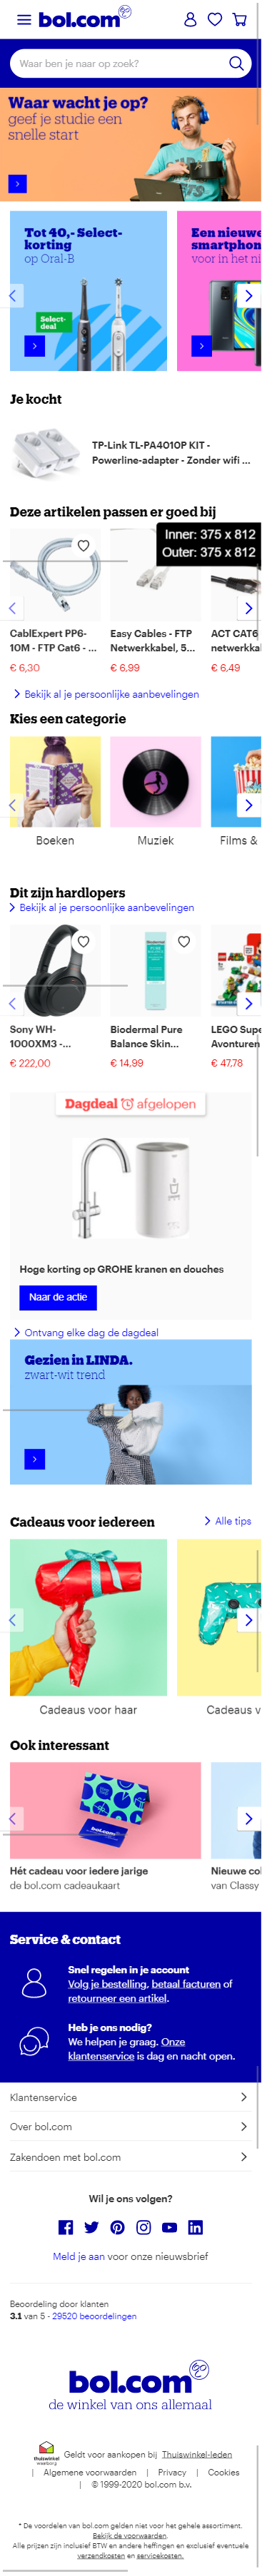 bol.com
Waar ben je naar op zoek?
Waar wacht je op?
geef je studie een
snelle start
Tot 40,- Select-
korting
op Oral-B
Select-
deal
Een nieuwe
smartphon
voor in het ni
Je kocht
TP-Link TL-PA4010P KIT -
Powerline-adapter - Zonder wifi ...
Deze artikelen passen er goed bij
Inner: 375 x 812
Outer: 375 x 812
CablExpert PP6-
10M - FTP Cat6 - ...
€ 6,30
Easy Cables - FTP
Netwerkkabel, 5...
€ 6,99
ACT CAT6
netwerkka
€ 6,49
Bekijk al je persoonlijke aanbevelingen
Kies een categorie
Boeken
Muziek
Films &
Dit zijn hardlopers
Bekijk al je persoonlijke aanbevelingen
Sony WH-
1000XM3 -...
€ 222,00
Biodermal Pure
Balance Skin...
€ 14,99
LEGO Supe
Avonturen
€ 47,78
Dagdeal afgelopen
Hoge korting op GROHE kranen en douches
Naar de actie
Ontvang elke dag de dagdeal
Gezien in LINDA.
zwart-wit trend
Cadeaus voor iedereen
Alle tips
Cadeaus voor haar
Cadeaus v
Ook interessant
Hét cadeau voor iedere jarige
de bol.com cadeaukaart
Nieuwe col
van Classy
Service & contact
Snel regelen in je account
Volg je bestelling, betaal facturen of
retourneer een artikel.
Heb je ons nodig?
We helpen je graag. Onze
klantenservice is dag en nacht open.
Klantenservice
Over bol.com
Zakendoen met bol.com
Wil je ons volgen?
Meld je aan voor onze nieuwsbrief
Beoordeling door klanten
3.1 van 5 - 29520 beoordelingen
bol.com
de winkel van ons allemaal
thuiswinkel
waarborg
Geldt voor aankopen bij Thuiswinkel-leden
| Algemene voorwaarden | Privacy | Cookies
| © 1999-2020 bol.com b.v.
* De voordelen van bol.com gelden niet voor het gehele assortiment.
Bekijk de voorwaarden.
Alle prijzen zijn inclusief BTW en andere heffingen en exclusief eventuele
verzendkosten en servicekosten.